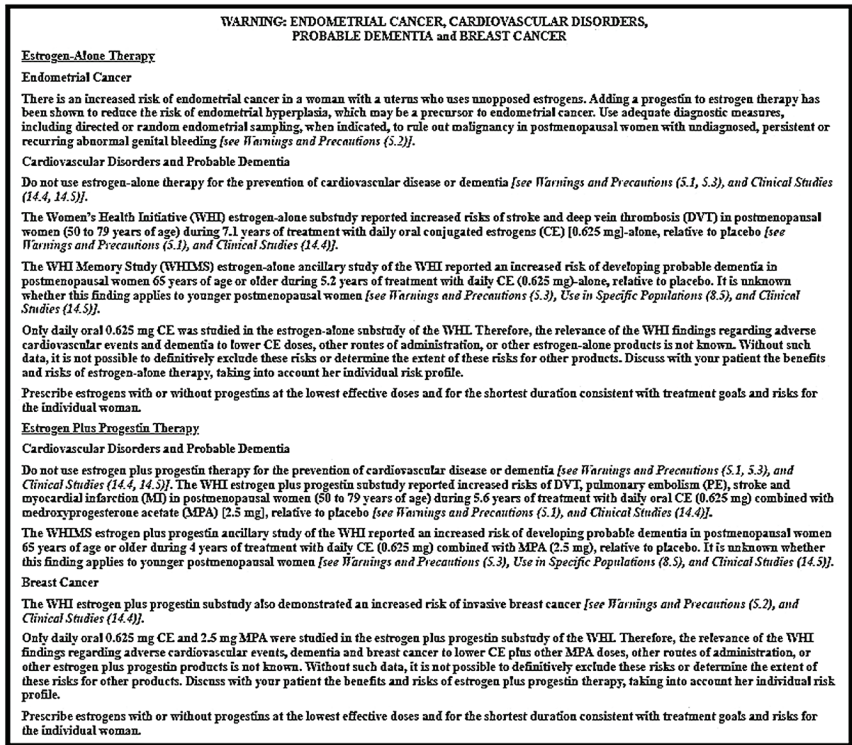 WARNING: ENDOMETRIAL CANCER, CARDIOVASCULAR DISORDERS,
PROBABLE DEMENTIA and BREAST CANCER
Estrogen-Alone Therapy
Endometrial Cancer
There is an increased risk of endometrial cancer in a woman with a uterus who uses unopposed estrogens. Adding a progestin to estrogen therapy has
been shown to reduce the risk of endometrial hyperplasia, which may be a precursor to endometrial cancer. Use adequate diagnostic measures,
including directed or random endometrial sampling, when indicated, to rule out malignancy in postmenopausal women with undiagnosed, persistent or
recurring abnormal genital bleeding [see Warnings and Precautions (5.2)].
Cardiovascular Disorders and Probable Dementia
Do not use estrogen-alone therapy for the prevention of cardiovascular disease or dementia [see Warnings and Precautions (5.1, 5.3), and Clinical Studies
(14.4, 14.5)].
The Women's Health Initiative (WHI) estrogen-alone substudy reported increased risks of stroke and deep vein thrombosis (DVT) in postmenopausal
women (50 to 79 years of age) during 7.1 years of treatment with daily oral conjugated estrogens (CE) [0.625 mg]-alone, relative to placebo [see
Warnings and Precautions (5.1), and Clinical Studies (14.4)].
The WHI Memory Study (WHIMS) estrogen-alone ancillary study of the WHI reported an increased risk of developing probable dementia in
postmenopausal women 65 years of age or older during 5.2 years of treatment with daily CE (0.625 mg)-alone, relative to placebo. It is unknown
whether this finding applies to younger postmenopausal women [see Warnings and Precautions (5.3), Use in Specific Populations (8.5), and Clinical
Studies (14.5)].
Only daily oral 0.625 mg CE was studied in the estrogen-alone substudy of the WHI. Therefore, the relevance of the WHI findings regarding adverse
cardiovascular events and dementia to lower CE doses, other routes of administration, or other estrogen-alone products is not known. Without such
data, it is not possible to definitively exclude these risks or determine the extent of these risks for other products. Discuss with your patient the benefits
and risks of estrogen-alone therapy, taking into account her individual risk profile.
Prescribe estrogens with or without progestins at the lowest effective doses and for the shortest duration consistent with treatment goals and risks for
the individual woman.
Estrogen Plus Progestin Therapy
Cardiovascular Disorders and Probable Dementia
Do not use estrogen plus progestin therapy for the prevention of cardiovascular disease or dementia [see Warnings and Precautions (5.1, 5.3), and
Clinical Studies (14.4, 14.5)]. The WHI estrogen plus progestin substudy reported increased risks of DVT, pulmonary embolism (PE), stroke and
myocardial infarction (MI) in postmenopausal women (50 to 79 years of age) during 5.6 years of treatment with daily oral CE (0.625 mg) combined with
medroxyprogesterone acetate (MPA) [2.5 mg], relative to placebo [see Warnings and Precautions (5.1), and Clinical Studies (14.4)].
The WHIMS estrogen plus progestin ancillary study of the WHI reported an increased risk of developing probable dementia in postmenopausal women
65 years of age or older during 4 years of treatment with daily CE (0.625 mg) combined with MPA (2.5 mg), relative to placebo. It is unknown whether
this finding applies to younger postmenopausal women [see Warnings and Precautions (5.3), Use in Specific Populations (8.5), and Clinical Studies (14.5)].
Breast Cancer
The WHI estrogen plus progestin substudy also demonstrated an increased risk of invasive breast cancer [see Warnings and Precautions (5.2), and
Clinical Studies (14.4)].
Only daily oral 0.625 mg CE and 2.5 mg MPA were studied in the estrogen plus progestin substudy of the WHI. Therefore, the relevance of the WHI
findings regarding adverse cardiovascular events, dementia and breast cancer to lower CE plus other MPA doses, other routes of administration, or
other estrogen plus progestin products is not known. Without such data, it is not possible to definitively exclude these risks or determine the extent of
these risks for other products. Discuss with your patient the benefits and risks of estrogen plus progestin therapy, taking into account her individual risk
profile.
Prescribe estrogens with or without progestins at the lowest effective doses and for the shortest duration consistent with treatment goals and risks for
the individual woman.